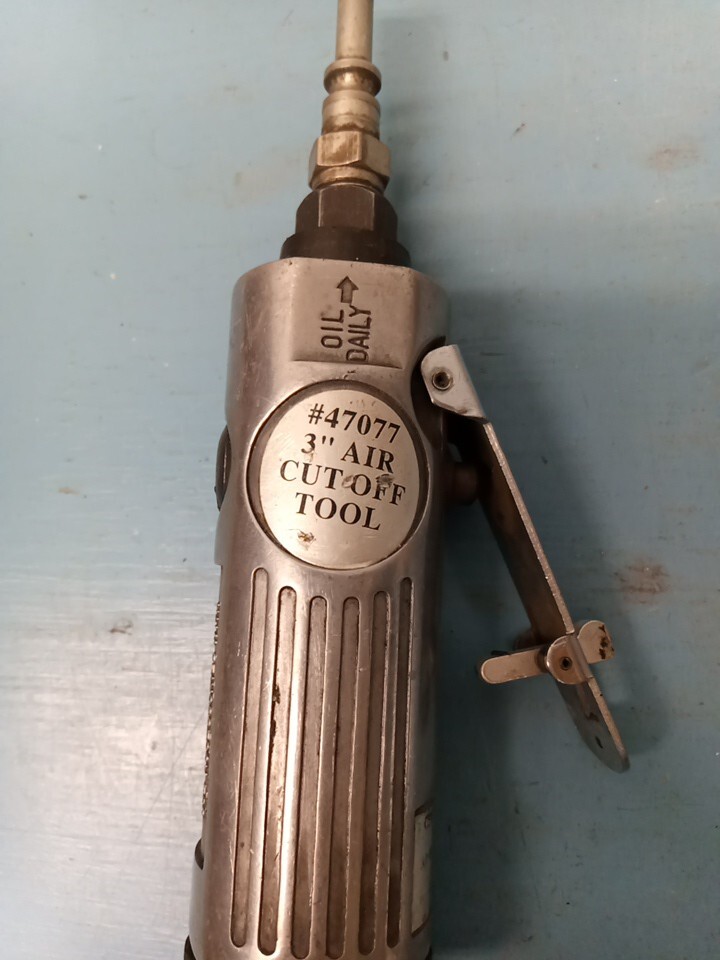 OIL
DAILY
#47077
3" AIR
CUT OFF
TOOL